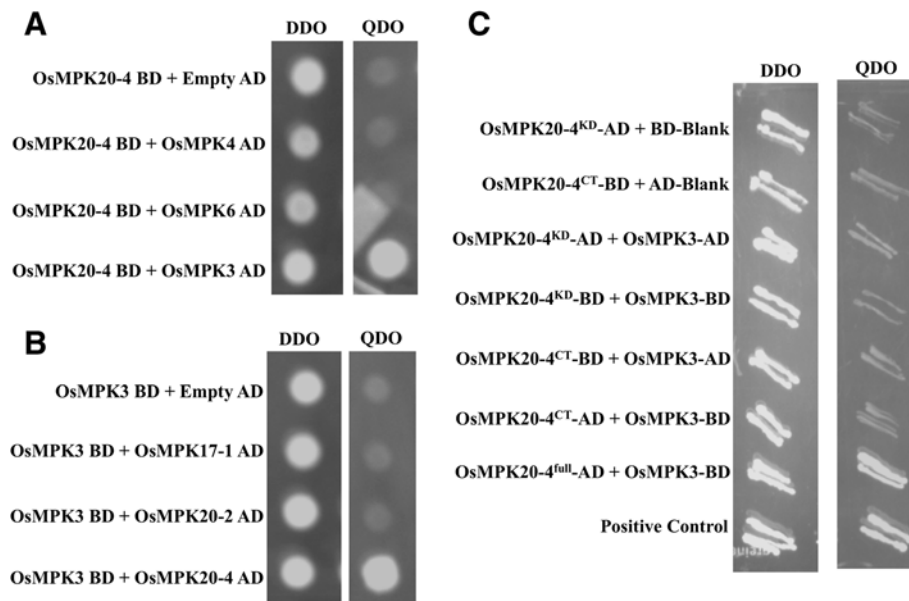 A
DDO QDO
OsMPK20-4 BD + Empty AD
OsMPK20-4 BD + OsMPK4 AD
OsMPK20-4 BD + OsMPK6 AD
OsMPK20-4 BD + OsMPK3 AD
B
DDO QDO
OsMPK3 BD + Empty AD
OsMPK3 BD + OsMPK17-1 AD
OsMPK3 BD + OsMPK20-2 AD
OsMPK3 BD + OsMPK20-4 AD
C
DDO QDO
OsMPK20-4KD-AD + BD-Blank
OsMPK20-4CT-BD + AD-Blank
OsMPK20-4KD-AD + OsMPK3-AD
OsMPK20-4KD-BD + OsMPK3-BD
OsMPK20-4CT-BD + OsMPK3-AD
OsMPK20-4CT-AD + OsMPK3-BD
OsMPK20-4full-AD + OsMPK3-BD
Positive Control